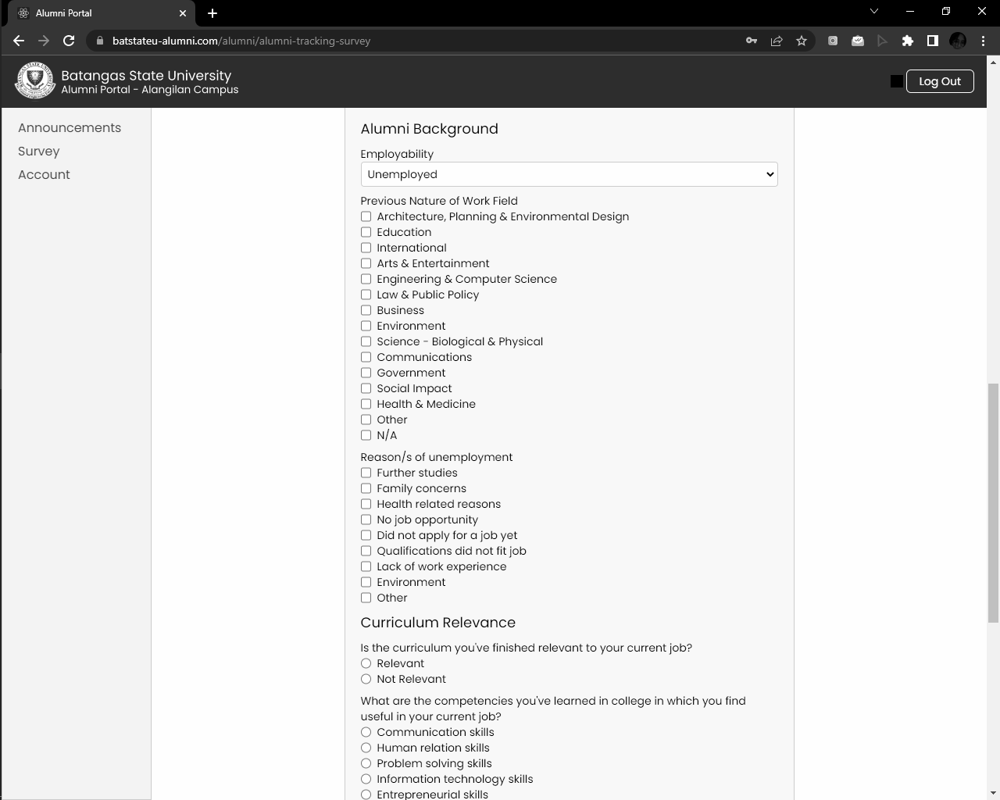 Alumni Portal
batstateu-alumni.com/alumni/alumni-tracking-survey
Batangas State University
Alumni Portal - Alangilan Campus
Log Out
Announcements
Survey
Account
Alumni Background
Employability
Unemployed
Previous Nature of Work Field
Architecture, Planning & Environmental Design
Education
International
Arts & Entertainment
Engineering & Computer Science
Law & Public Policy
Business
Environment
Science - Biological & Physical
Communications
Government
Social Impact
Health & Medicine
Other
N/A
Reason/s of unemployment
Further studies
Family concerns
Health related reasons
No job opportunity
Did not apply for a job yet
Qualifications did not fit job
Lack of work experience
Environment
Other
Curriculum Relevance
Is the curriculum you've finished relevant to your current job?
Relevant
Not Relevant
What are the competencies you've learned in college in which you find
useful in your current job?
Communication skills
Human relation skills
Problem solving skills
Information technology skills
Entrepreneurial skills